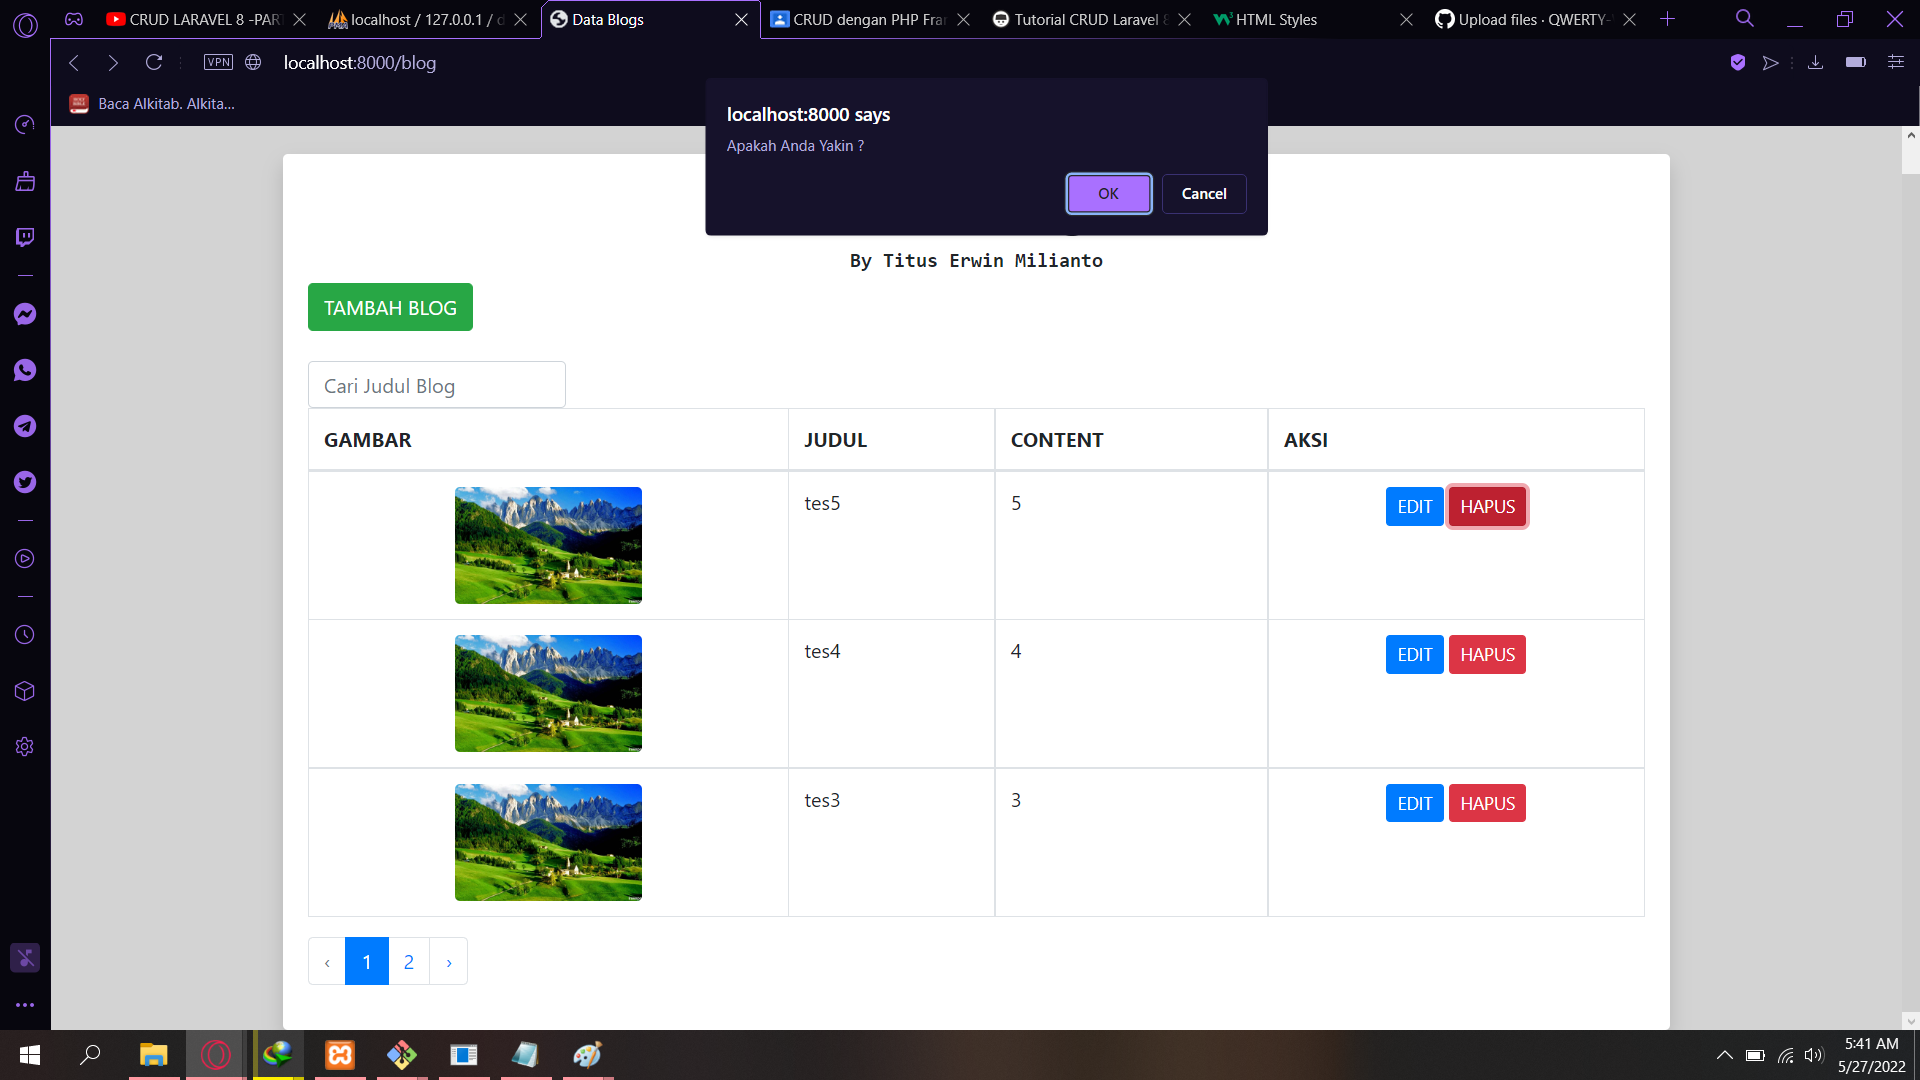 CRUD LARAVEL 8 -PAR
localhost / 127.0.0.1 / d
Data Blogs
CRUD dengan PHP Fra
Tutorial CRUD Laravel 8
HTML Styles
Upload files · QWERTY-
VPN
localhost:8000/blog
Baca Alkitab. Alkita...
localhost:8000 says
Apakah Anda Yakin ?
OK
Cancel
By Titus Erwin Milianto
TAMBAH BLOG
Cari Judul Blog
GAMBAR JUDUL CONTENT AKSI
tes5 5 EDIT HAPUS
tes4 4 EDIT HAPUS
tes3 3 EDIT HAPUS
‹ 1 2 ›
5:41 AM
5/27/2022